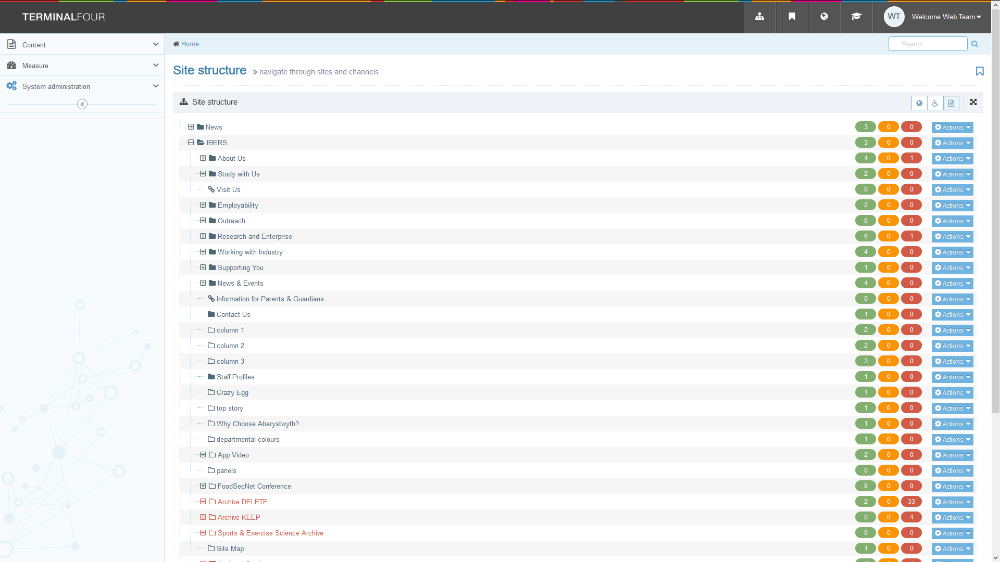 TERMINALFOUR
WT Welcome Web Team
Content
Measure
System administration
Home
Search ...
Site structure » navigate through sites and channels
Site structure
News 3 0 0 Actions
IBERS 3 0 0 Actions
About Us 4 0 1 Actions
Study with Us 2 0 0 Actions
Visit Us 0 0 0 Actions
Employability 2 0 0 Actions
Outreach 6 0 0 Actions
Research and Enterprise 6 0 1 Actions
Working with Industry 4 0 0 Actions
Supporting You 1 0 0 Actions
News & Events 4 0 0 Actions
Information for Parents & Guardians 0 0 0 Actions
Contact Us 1 0 0 Actions
column 1 2 0 0 Actions
column 2 2 0 0 Actions
column 3 3 0 0 Actions
Staff Profiles 1 0 0 Actions
Crazy Egg 1 0 0 Actions
top story 1 0 0 Actions
Why Choose Aberystwyth? 1 0 0 Actions
departmental colours 1 0 0 Actions
App Video 2 0 0 Actions
panels 0 0 0 Actions
FoodSecNet Conference 8 0 0 Actions
Archive DELETE 2 0 33 Actions
Archive KEEP 0 0 4 Actions
Sports & Exercise Science Archive 0 0 0 Actions
Site Map 1 0 0 Actions